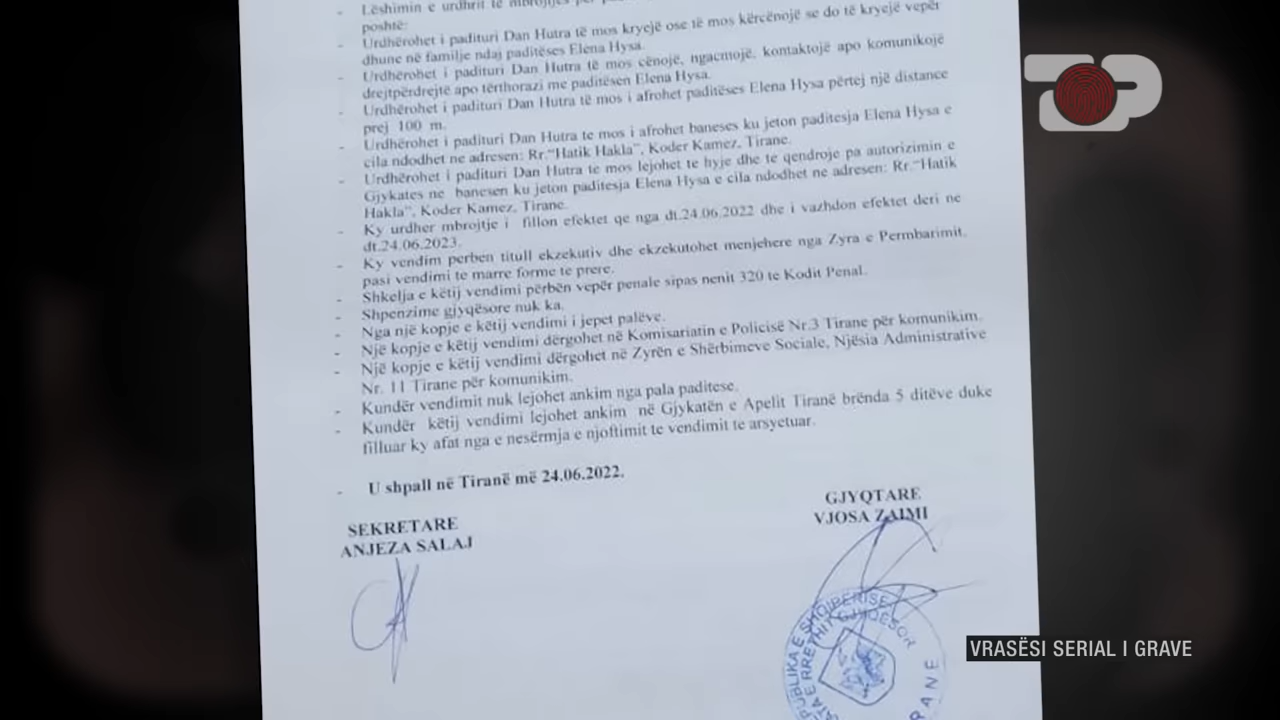 - Lëshimin e urdhrit të mbrojtjes për
poshtë:
- Urdhërohet i padituri Dan Hutra të mos kryejë ose të mos kërcënojë se do të kryejë vepër
dhune në familje ndaj paditëses Elena Hysa.
- Urdhërohet i padituri Dan Hutra të mos cënojë, ngacmojë, kontaktojë apo komunikojë
drejtpërdrejtë apo tërthorazi me paditësen Elena Hysa.
- Urdhërohet i padituri Dan Hutra të mos i afrohet paditëses Elena Hysa përtej një distance
prej 100 m.
- Urdhërohet i padituri Dan Hutra te mos i afrohet baneses ku jeton paditesja Elena Hysa e
cila ndodhet ne adresen: Rr."Hatik Hakla", Koder Kamez, Tirane.
- Urdhërohet i padituri Dan Hutra të mos lejohet te hyje dhe te qendroje pa autorizimin e
Gjykates ne banesen ku jeton paditesja Elena Hysa e cila ndodhet ne adresen: Rr."Hatik
Hakla", Koder Kamez, Tirane.
- Ky urdher mbrojtje i fillon efektet qe nga dt.24.06.2022 dhe i vazhdon efektet deri ne
dt.24.06.2023.
- Ky vendim perben titull ekzekutiv dhe ekzekutohet menjehere nga Zyra e Permbarimit,
pasi vendimi te marre forme te prere.
- Shkelja e këtij vendimi përbën vepër penale sipas nenit 320 te Kodit Penal.
- Shpenzime gjyqësore nuk ka.
- Nga një kopje e këtij vendimi i jepet palëve.
- Një kopje e këtij vendimi dërgohet në Komisariatin e Policisë Nr.3 Tirane për komunikim.
- Një kopje e këtij vendimi dërgohet në Zyrën e Shërbimeve Sociale, Njësia Administrative
Nr. 11 Tirane për komunikim.
- Kundër vendimit nuk lejohet ankim nga pala paditese.
- Kundër këtij vendimi lejohet ankim në Gjykatën e Apelit Tiranë brënda 5 ditëve duke
filluar ky afat nga e nesërmja e njoftimit te vendimit te arsyetuar.
- U shpall në Tiranë më 24.06.2022.
SEKRETARE
ANJEZA SALAJ
GJYQTARE
VJOSA ZAIMI
PUBLIKA E SHQIPERISE
ATA E RRETHIT GJYQESOR
RANE
VRASËSI SERIAL I GRAVE